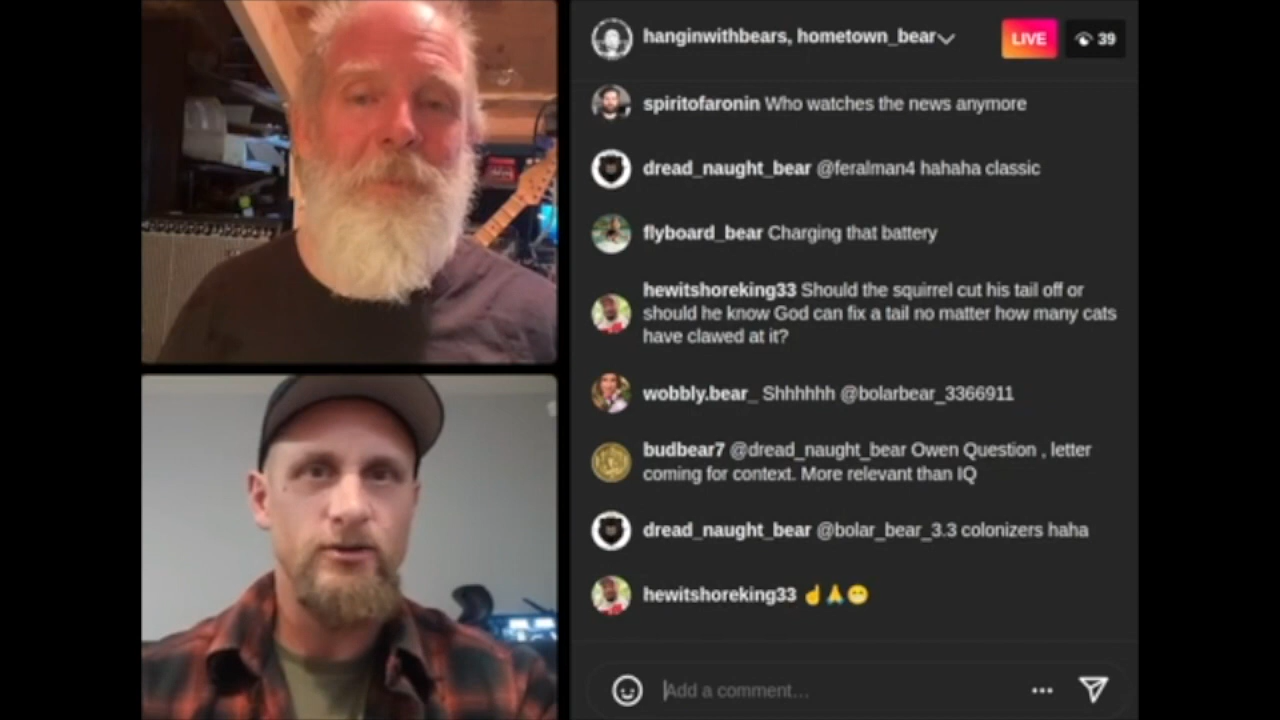 hanginwithbears, hometown_bear
LIVE
39
spiritofaronin Who watches the news anymore
dread_naught_bear @feralman4 hahaha classic
flyboard_bear Charging that battery
hewitshoreking33 Should the squirrel cut his tail off or
should he know God can fix a tail no matter how many cats
have clawed at it?
wobbly.bear_ Shhhhhh @bolarbear_3366911
budbear7 @dread_naught_bear Owen Question , letter
coming for context. More relevant than IQ
dread_naught_bear @bolar_bear_3.3 colonizers haha
hewitshoreking33 ☝️🙏😁
Add a comment…